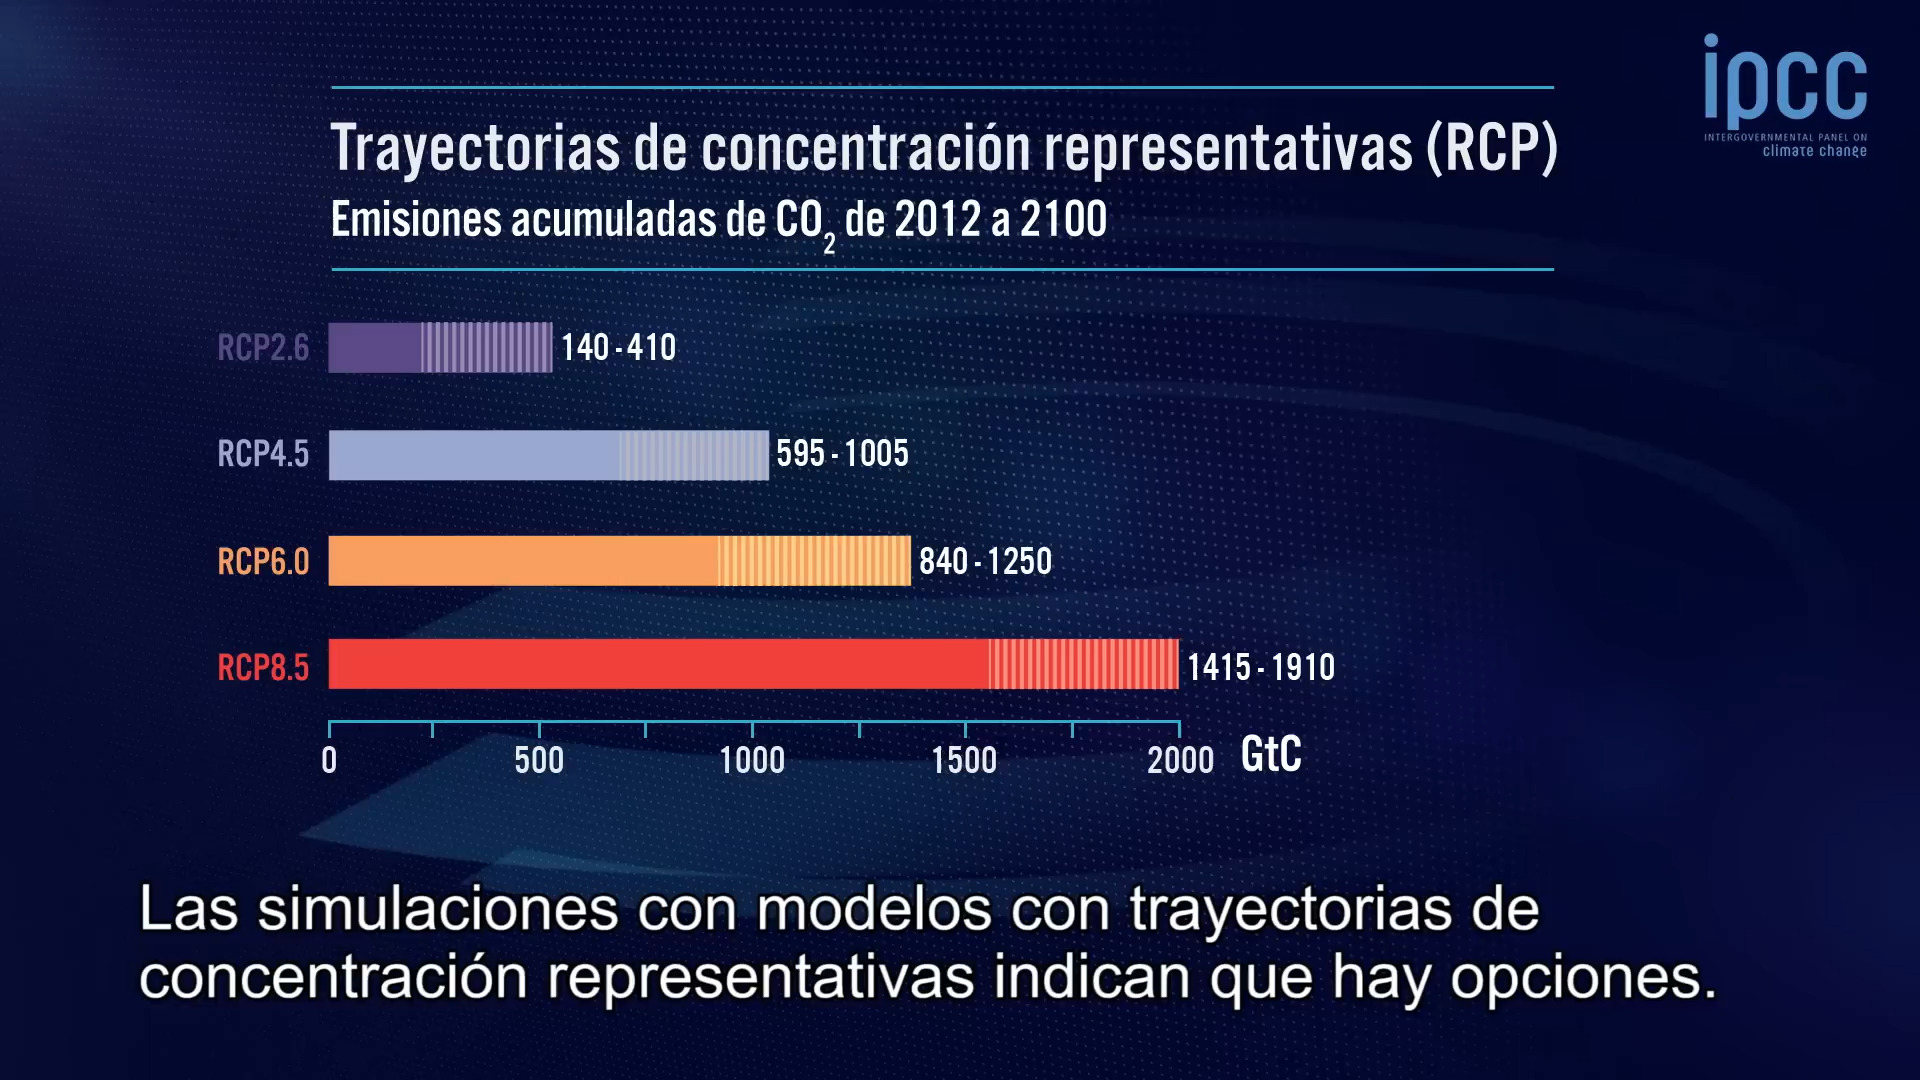 ipcc
INTERGOVERNMENTAL PANEL ON
climate change
Trayectorias de concentración representativas (RCP)
Emisiones acumuladas de CO₂ de 2012 a 2100
RCP2.6 140 - 410
RCP4.5 595 - 1005
RCP6.0 840 - 1250
RCP8.5 1415 - 1910
0 500 1000 1500 2000 GtC
Las simulaciones con modelos con trayectorias de
concentración representativas indican que hay opciones.